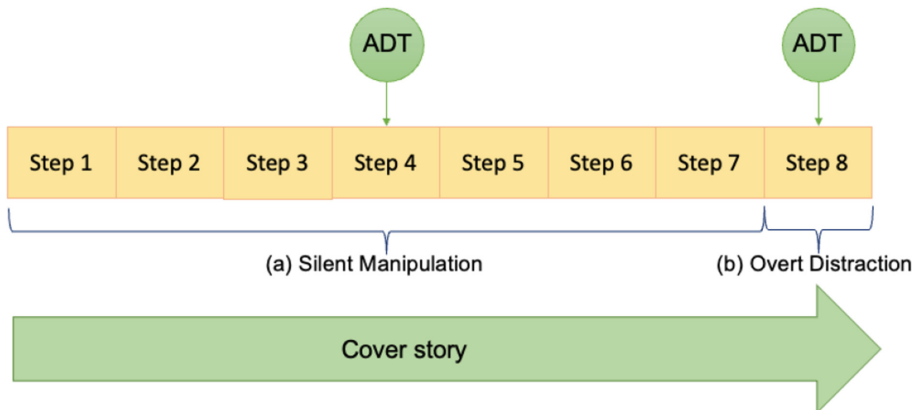 ADT ADT
Step 1 Step 2 Step 3 Step 4 Step 5 Step 6 Step 7 Step 8
(a) Silent Manipulation (b) Overt Distraction
Cover story